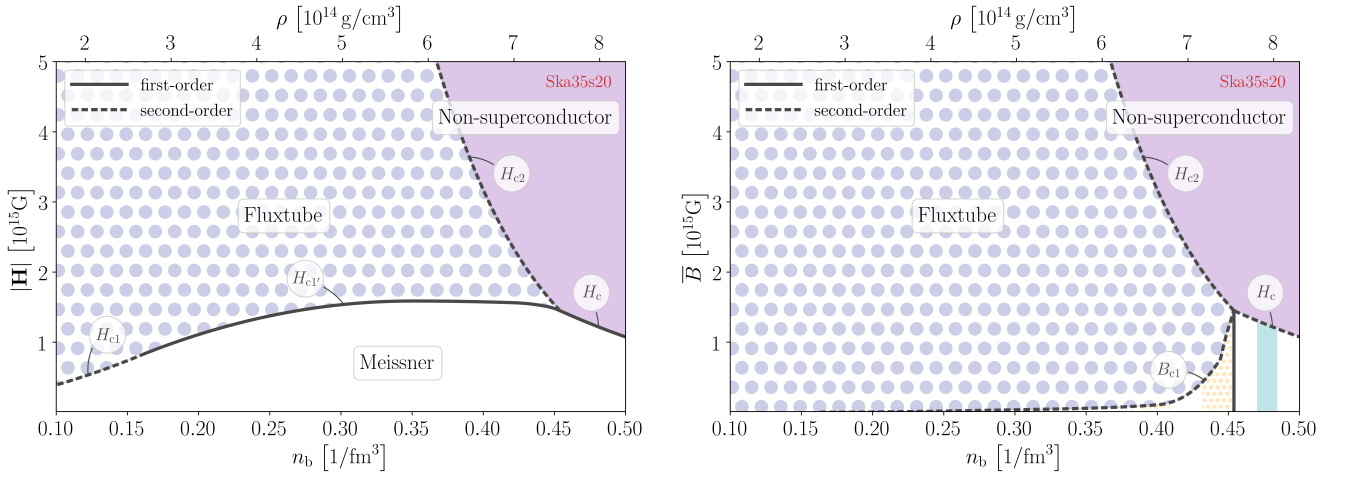 ρ [10¹⁴ g/cm³]
2 3 4 5 6 7 8
5
4
3
2
1
|H| [10¹⁵G]
first-order
second-order
Ska35s20
Non-superconductor
H_c2
Fluxtube
H_c1′
H_c
H_c1
Meissner
0.10 0.15 0.20 0.25 0.30 0.35 0.40 0.45 0.50
n_b [1/fm³]
ρ [10¹⁴ g/cm³]
2 3 4 5 6 7 8
5
4
3
2
1
B̅ [10¹⁵G]
first-order
second-order
Ska35s20
Non-superconductor
H_c2
Fluxtube
H_c
B_c1
0.10 0.15 0.20 0.25 0.30 0.35 0.40 0.45 0.50
n_b [1/fm³]